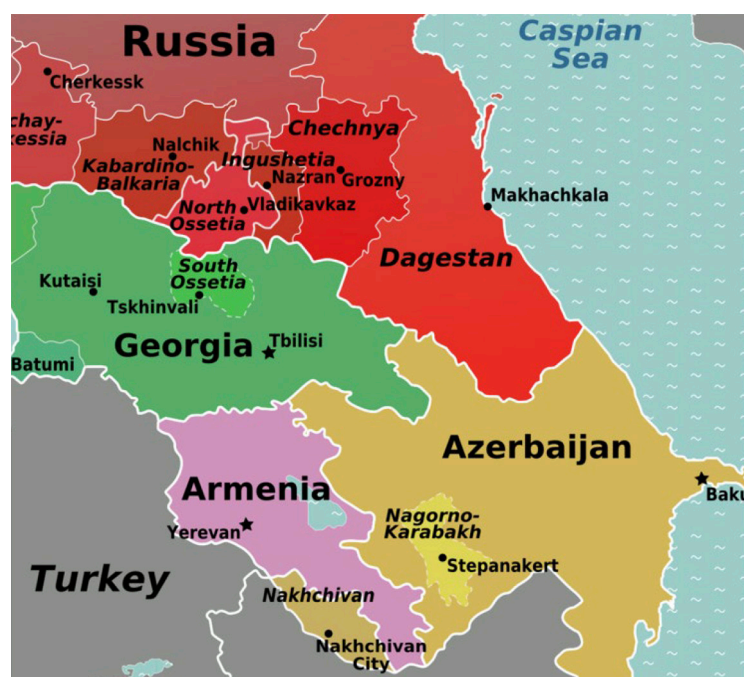 Russia
Caspian
Sea
Cherkessk
chay-
kessia
Nalchik
Kabardino-
Balkaria
Chechnya
Ingushetia
Nazran
Grozny
North
Ossetia
Vladikavkaz
Makhachkala
Dagestan
South
Ossetia
Kutaisi
Tskhinvali
Georgia
Tbilisi
Batumi
Azerbaijan
Armenia
Baku
Nagorno-
Karabakh
Yerevan
Stepanakert
Turkey
Nakhchivan
Nakhchivan
City